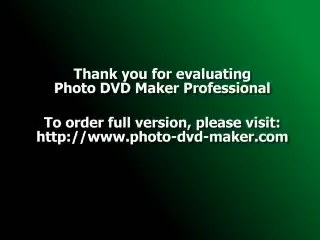 Thank you for evaluating
Photo DVD Maker Professional
To order full version, please visit:
http://www.photo-dvd-maker.com